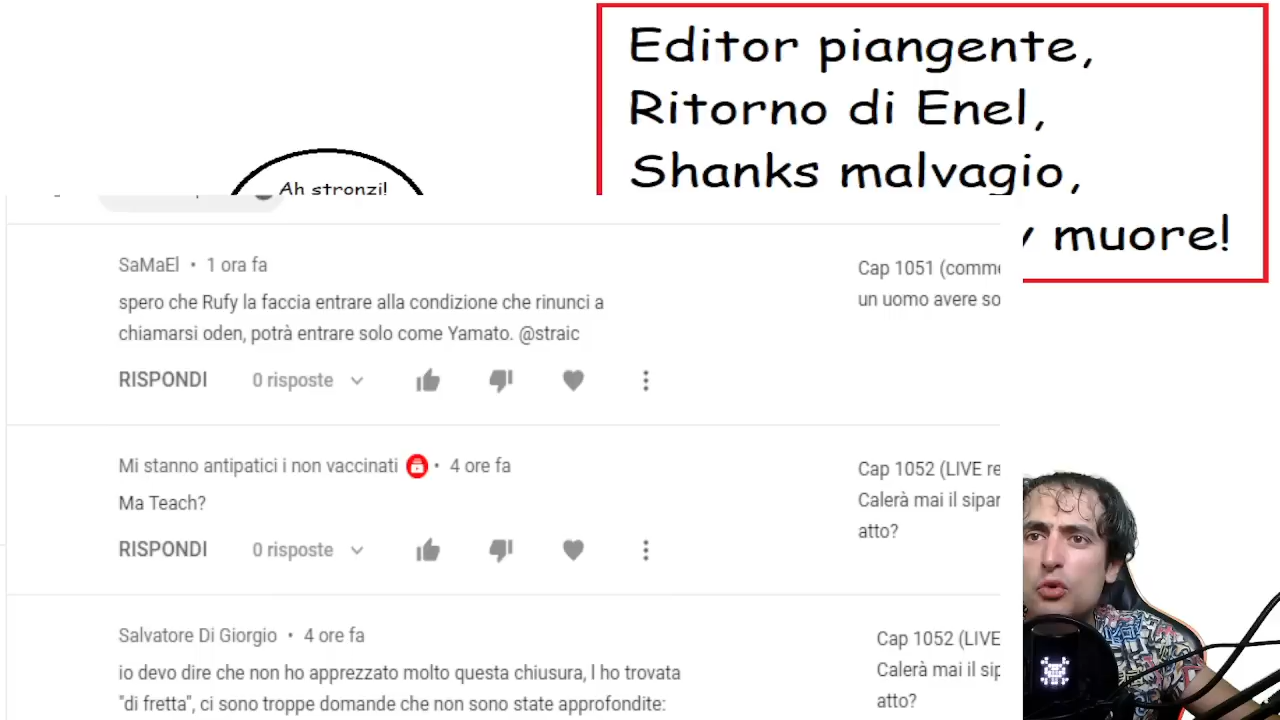 Editor piangente,
Ritorno di Enel,
Shanks malvagio,
muore!
Ah stronzi!
SaMaEl • 1 ora fa
spero che Rufy la faccia entrare alla condizione che rinunci a
chiamarsi oden, potrà entrare solo come Yamato. @straic
RISPONDI 0 risposte
Cap 1051 (comme
un uomo avere so
Mi stanno antipatici i non vaccinati • 4 ore fa
Ma Teach?
RISPONDI 0 risposte
Cap 1052 (LIVE re
Calerà mai il sipar
atto?
Salvatore Di Giorgio • 4 ore fa
io devo dire che non ho apprezzato molto questa chiusura, l ho trovata
"di fretta", ci sono troppe domande che non sono state approfondite:
Cap 1052 (LIVE
Calerà mai il sip
atto?